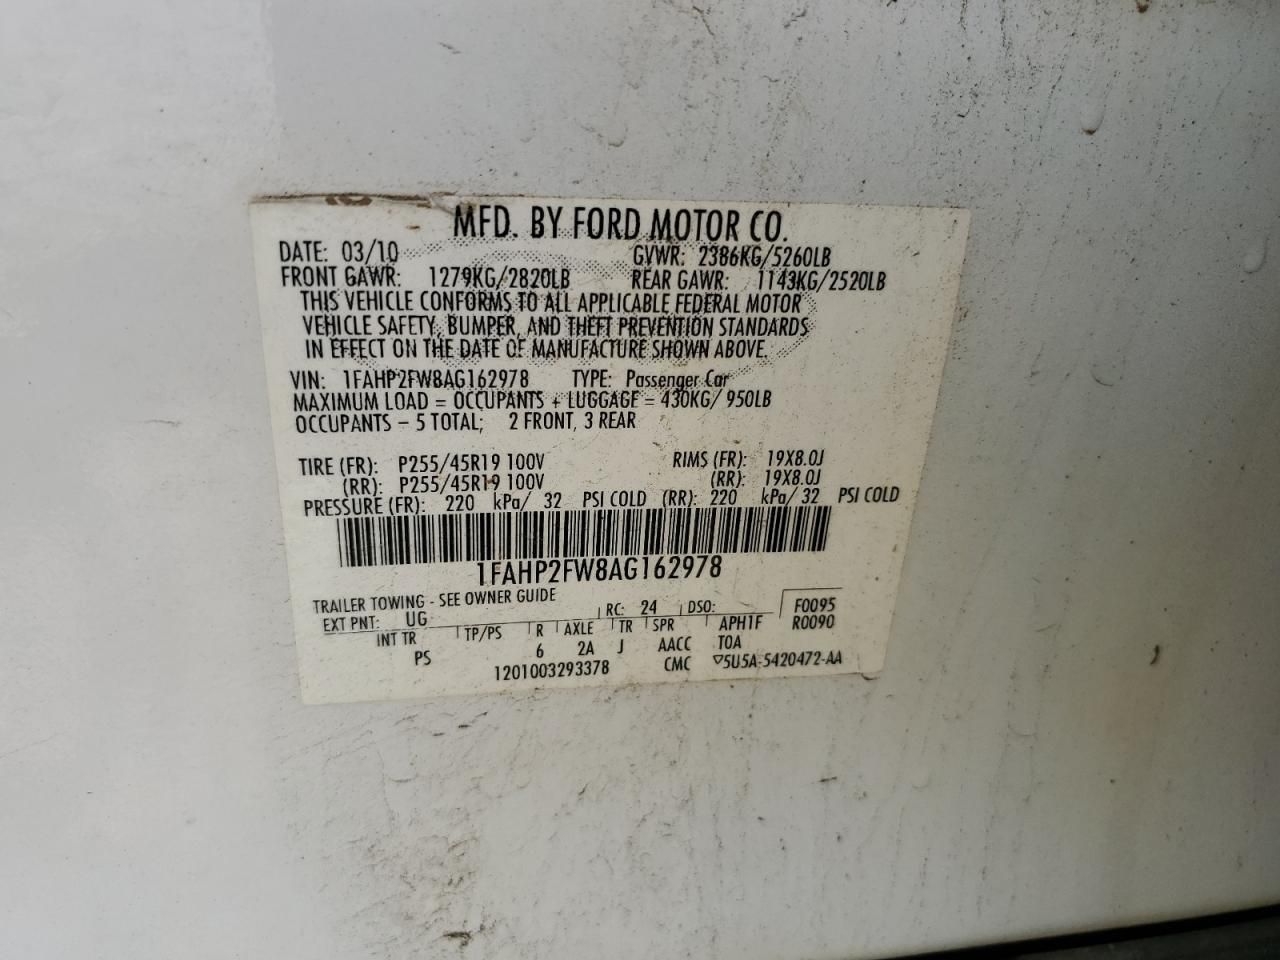 MFD. BY FORD MOTOR CO.
DATE: 03/10 GVWR: 2386KG/5260LB
FRONT GAWR: 1279KG/2820LB REAR GAWR: 1143KG/2520LB
THIS VEHICLE CONFORMS TO ALL APPLICABLE FEDERAL MOTOR
VEHICLE SAFETY, BUMPER, AND THEFT PREVENTION STANDARDS
IN EFFECT ON THE DATE OF MANUFACTURE SHOWN ABOVE.
VIN: 1FAHP2FW8AG162978 TYPE: Passenger Car
MAXIMUM LOAD = OCCUPANTS + LUGGAGE = 430KG/ 950LB
OCCUPANTS - 5 TOTAL; 2 FRONT, 3 REAR
TIRE (FR): P255/45R19 100V RIMS (FR): 19X8.0J
(RR): P255/45R19 100V (RR): 19X8.0J
PRESSURE (FR): 220 kPa/ 32 PSI COLD (RR): 220 kPa/ 32 PSI COLD
1FAHP2FW8AG162978
TRAILER TOWING - SEE OWNER GUIDE
EXT PNT: UG RC: 24 DSO: F0095
INT TR TP/PS R AXLE TR SPR APH1F R0090
PS 6 2A J AACC TOA
1201003293378 CMC ▽5U5A-5420472-AA